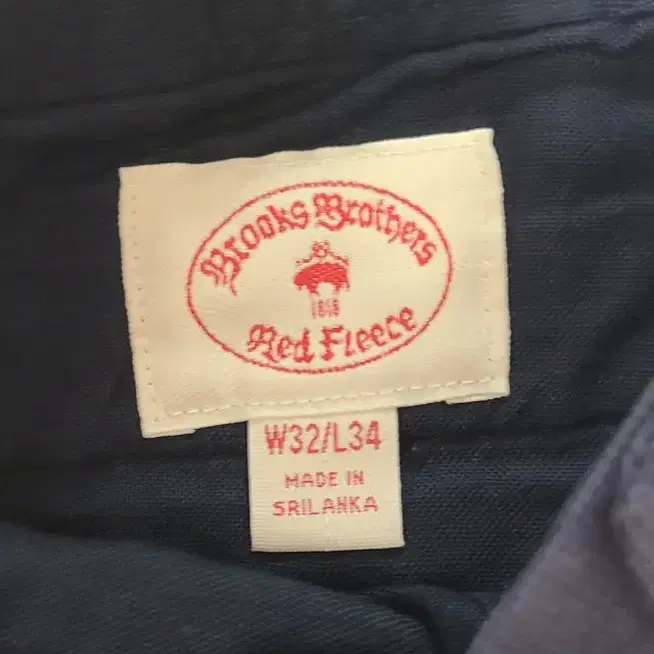 Brooks Brothers
1818
Red Fleece
W32/L34
MADE IN
SRILANKA